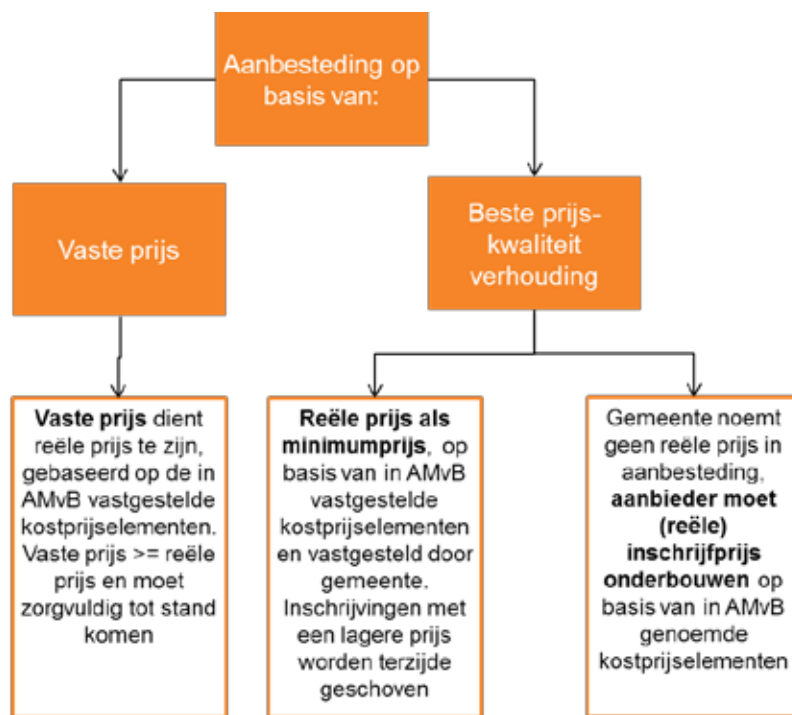 Aanbesteding op
basis van:
Vaste prijs
Beste prijs-
kwaliteit
verhouding
Vaste prijs dient
reële prijs te zijn,
gebaseerd op de in
AMvB vastgestelde
kostprijselementen.
Vaste prijs >= reële
prijs en moet
zorgvuldig tot stand
komen
Reële prijs als
minimumprijs, op
basis van in AMvB
vastgestelde
kostprijselementen
en vastgesteld door
gemeente.
Inschrijvingen met
een lagere prijs
worden terzijde
geschoven
Gemeente noemt
geen reële prijs in
aanbesteding,
aanbieder moet
(reële)
inschrijfprijs
onderbouwen op
basis van in AMvB
genoemde
kostprijselementen